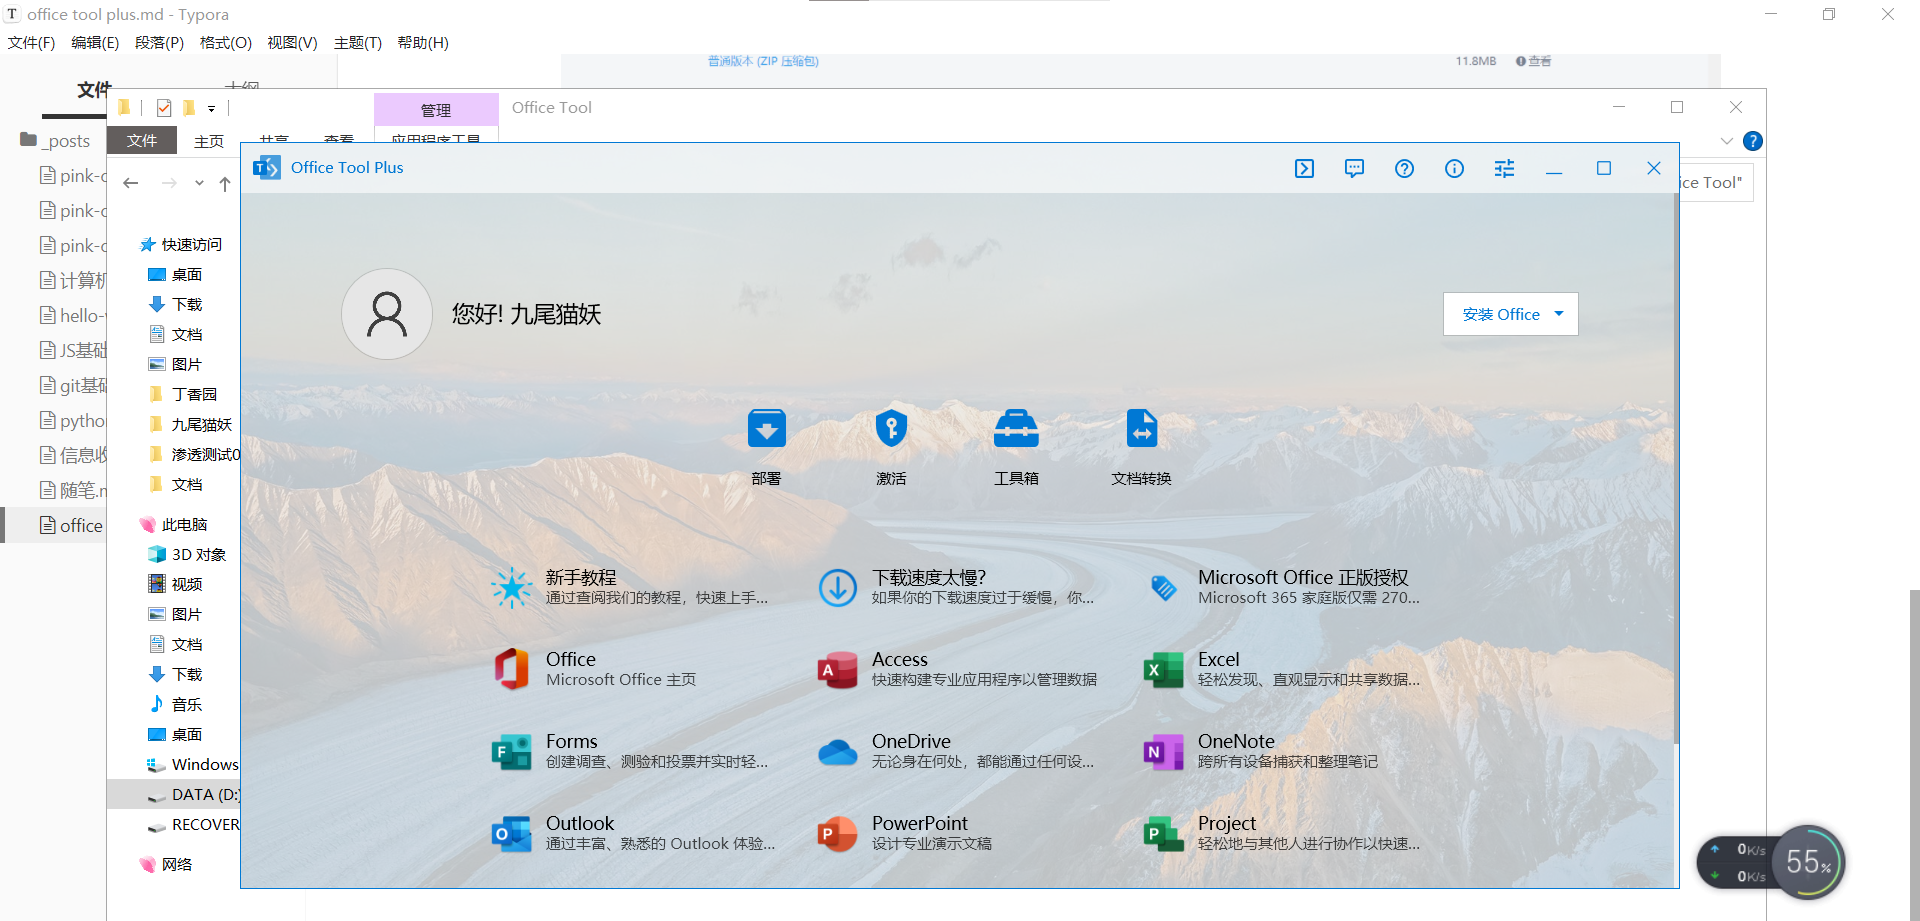 office tool plus.md - Typora
文件(F) 编辑(E) 段落(P) 格式(O) 视图(V) 主题(T) 帮助(H)
普通版本 (ZIP 压缩包) 11.8MB 查看
文件
管理 Office Tool
文件 主页 共享 查看 应用程序工具
_posts
pink-c
pink-c
pink-c
计算机
hello-
JS基础
git基础
python
信息收
随笔.m
office
快速访问
桌面
下载
文档
图片
丁香园
九尾猫妖
渗透测试0
文档
此电脑
3D 对象
视频
图片
文档
下载
音乐
桌面
Windows
DATA (D:)
RECOVER
网络
ice Tool"
Office Tool Plus
您好! 九尾猫妖
安装 Office
部署 激活 工具箱 文档转换
新手教程
通过查阅我们的教程，快速上手...
下载速度太慢?
如果你的下载速度过于缓慢，你...
Microsoft Office 正版授权
Microsoft 365 家庭版仅需 270...
Office
Microsoft Office 主页
Access
快速构建专业应用程序以管理数据
Excel
轻松发现、直观显示和共享数据...
Forms
创建调查、测验和投票并实时轻...
OneDrive
无论身在何处，都能通过任何设...
OneNote
跨所有设备捕获和整理笔记
Outlook
通过丰富、熟悉的 Outlook 体验...
PowerPoint
设计专业演示文稿
Project
轻松地与其他人进行协作以快速...
0K/s
0K/s
55%